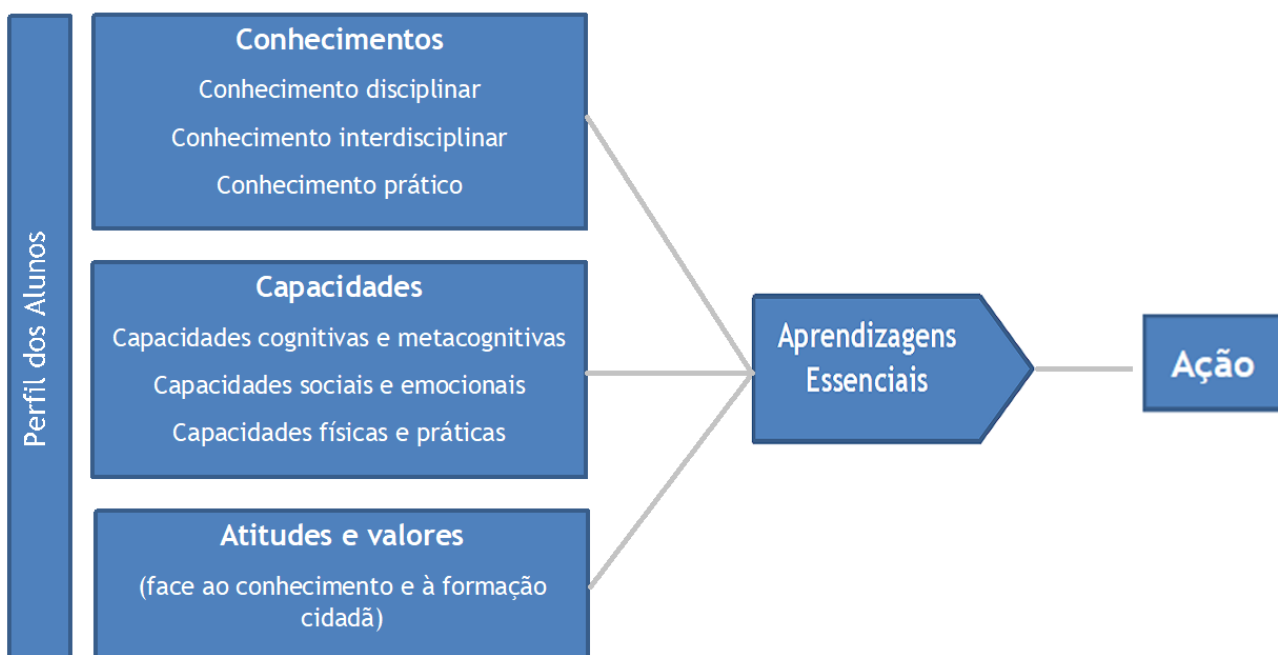 Perfil dos Alunos
Conhecimentos
Conhecimento disciplinar
Conhecimento interdisciplinar
Conhecimento prático
Capacidades
Capacidades cognitivas e metacognitivas
Capacidades sociais e emocionais
Capacidades físicas e práticas
Atitudes e valores
(face ao conhecimento e à formação
cidadã)
Aprendizagens
Essenciais
Ação